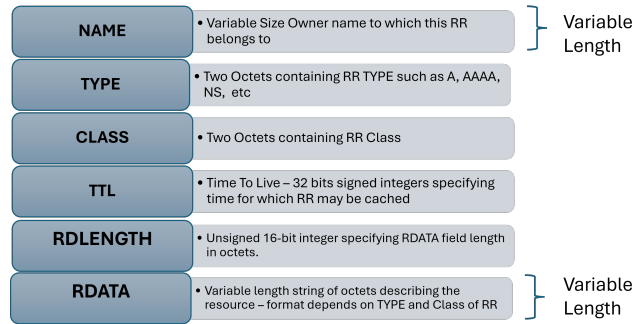 NAME
• Variable Size Owner name to which this RR
belongs to
Variable
Length
TYPE
• Two Octets containing RR TYPE such as A, AAAA,
NS, etc
CLASS
• Two Octets containing RR Class
TTL
• Time To Live – 32 bits signed integers specifying
time for which RR may be cached
RDLENGTH
• Unsigned 16-bit integer specifying RDATA field length
in octets.
RDATA
• Variable length string of octets describing the
resource – format depends on TYPE and Class of RR
Variable
Length